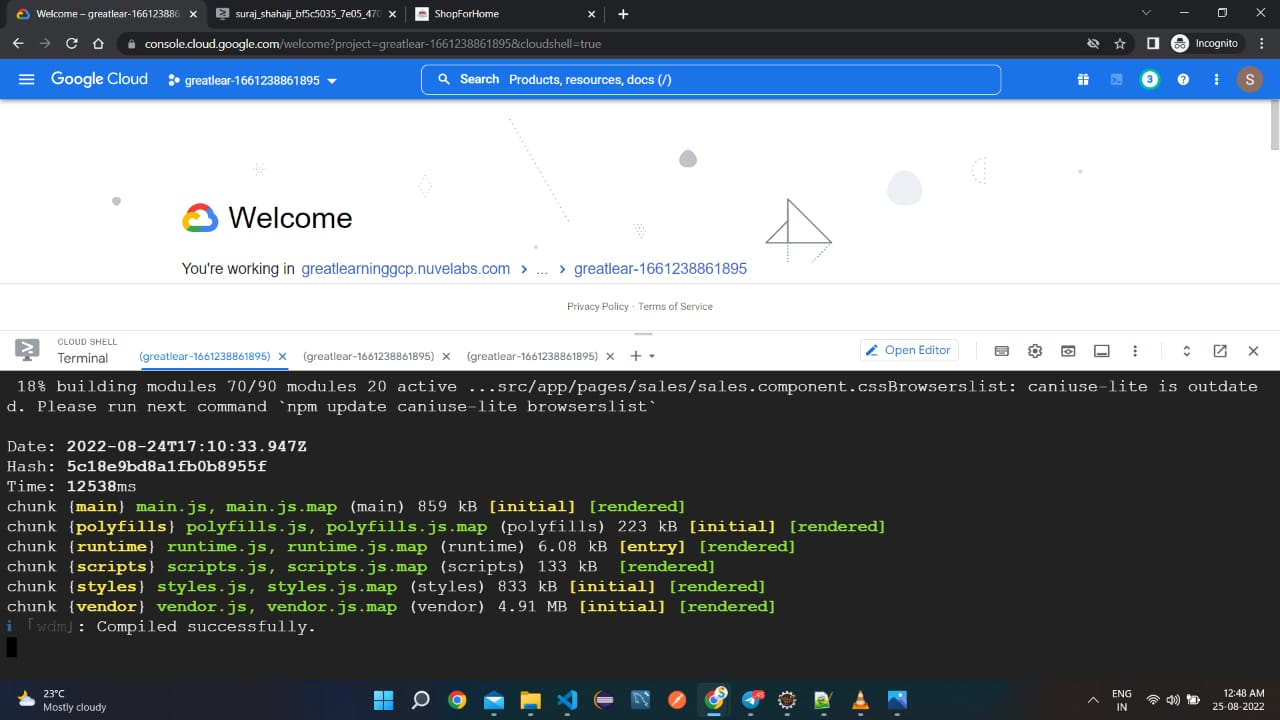 Welcome – greatlear-1661238861
suraj_shahaji_bf5c5035_7e05_470
ShopForHome
console.cloud.google.com/welcome?project=greatlear-1661238861895&cloudshell=true
Incognito
Google Cloud
greatlear-1661238861895
Search Products, resources, docs (/)
3
S
Welcome
You're working in greatlearninggcp.nuvelabs.com > ... > greatlear-1661238861895
Privacy Policy · Terms of Service
CLOUD SHELL
Terminal
(greatlear-1661238861895)
(greatlear-1661238861895)
(greatlear-1661238861895)
Open Editor
18% building modules 70/90 modules 20 active ...src/app/pages/sales/sales.component.cssBrowserslist: caniuse-lite is outdate
d. Please run next command `npm update caniuse-lite browserslist`
Date: 2022-08-24T17:10:33.947Z
Hash: 5c18e9bd8a1fb0b8955f
Time: 12538ms
chunk {main} main.js, main.js.map (main) 859 kB [initial] [rendered]
chunk {polyfills} polyfills.js, polyfills.js.map (polyfills) 223 kB [initial] [rendered]
chunk {runtime} runtime.js, runtime.js.map (runtime) 6.08 kB [entry] [rendered]
chunk {scripts} scripts.js, scripts.js.map (scripts) 133 kB [rendered]
chunk {styles} styles.js, styles.js.map (styles) 833 kB [initial] [rendered]
chunk {vendor} vendor.js, vendor.js.map (vendor) 4.91 MB [initial] [rendered]
ℹ ｢wdm｣: Compiled successfully.
23°C
Mostly cloudy
ENG
IN
12:48 AM
25-08-2022